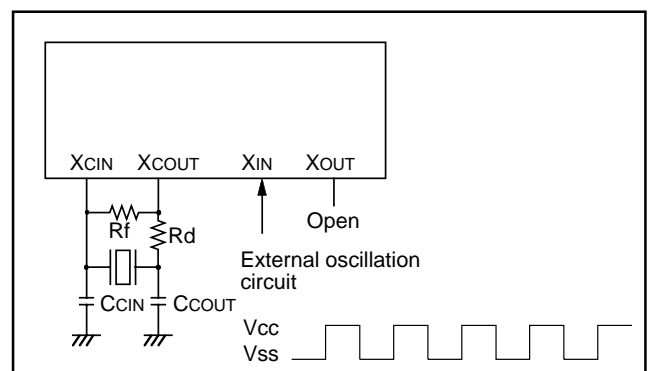 XCIN XCOUT XIN XOUT
Open
Rf
Rd
External oscillation
circuit
CCIN CCOUT
Vcc
Vss